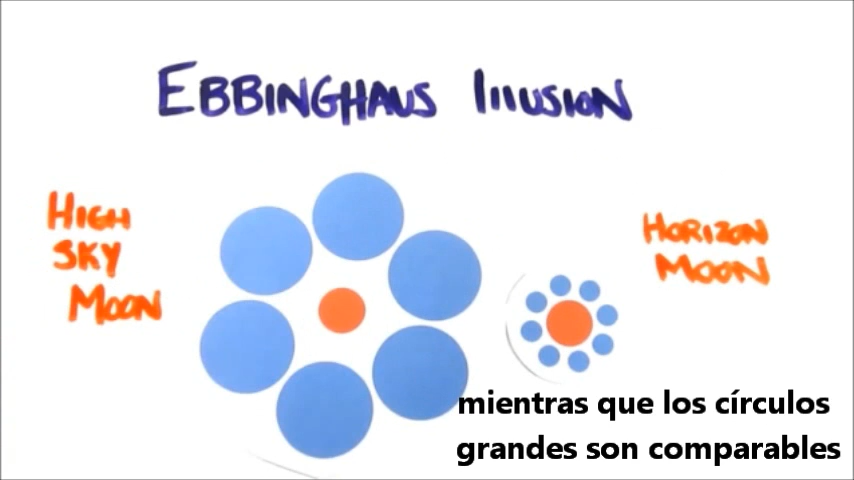 EBBINGHAUS IllUSION
HIGH
SKY
MOON
HORIZON
MOON
mientras que los círculos
grandes son comparables